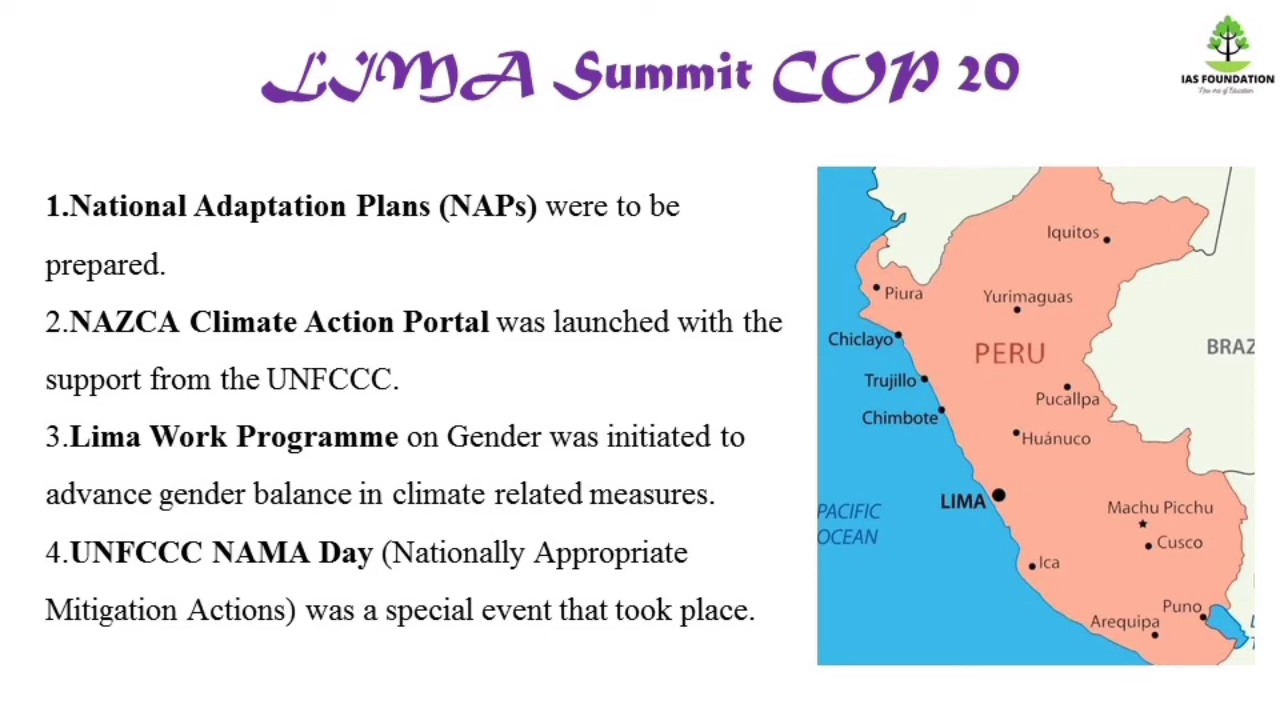 LIMA Summit COP 20
IAS FOUNDATION
New era of Education
1.National Adaptation Plans (NAPs) were to be
prepared.
2.NAZCA Climate Action Portal was launched with the
support from the UNFCCC.
3.Lima Work Programme on Gender was initiated to
advance gender balance in climate related measures.
4.UNFCCC NAMA Day (Nationally Appropriate
Mitigation Actions) was a special event that took place.
Iquitos
Piura
Yurimaguas
Chiclayo
PERU
BRAZ
Trujillo
Pucallpa
Chimbote
Huánuco
LIMA
Machu Picchu
PACIFIC
OCEAN
Cusco
Ica
Puno
Arequipa